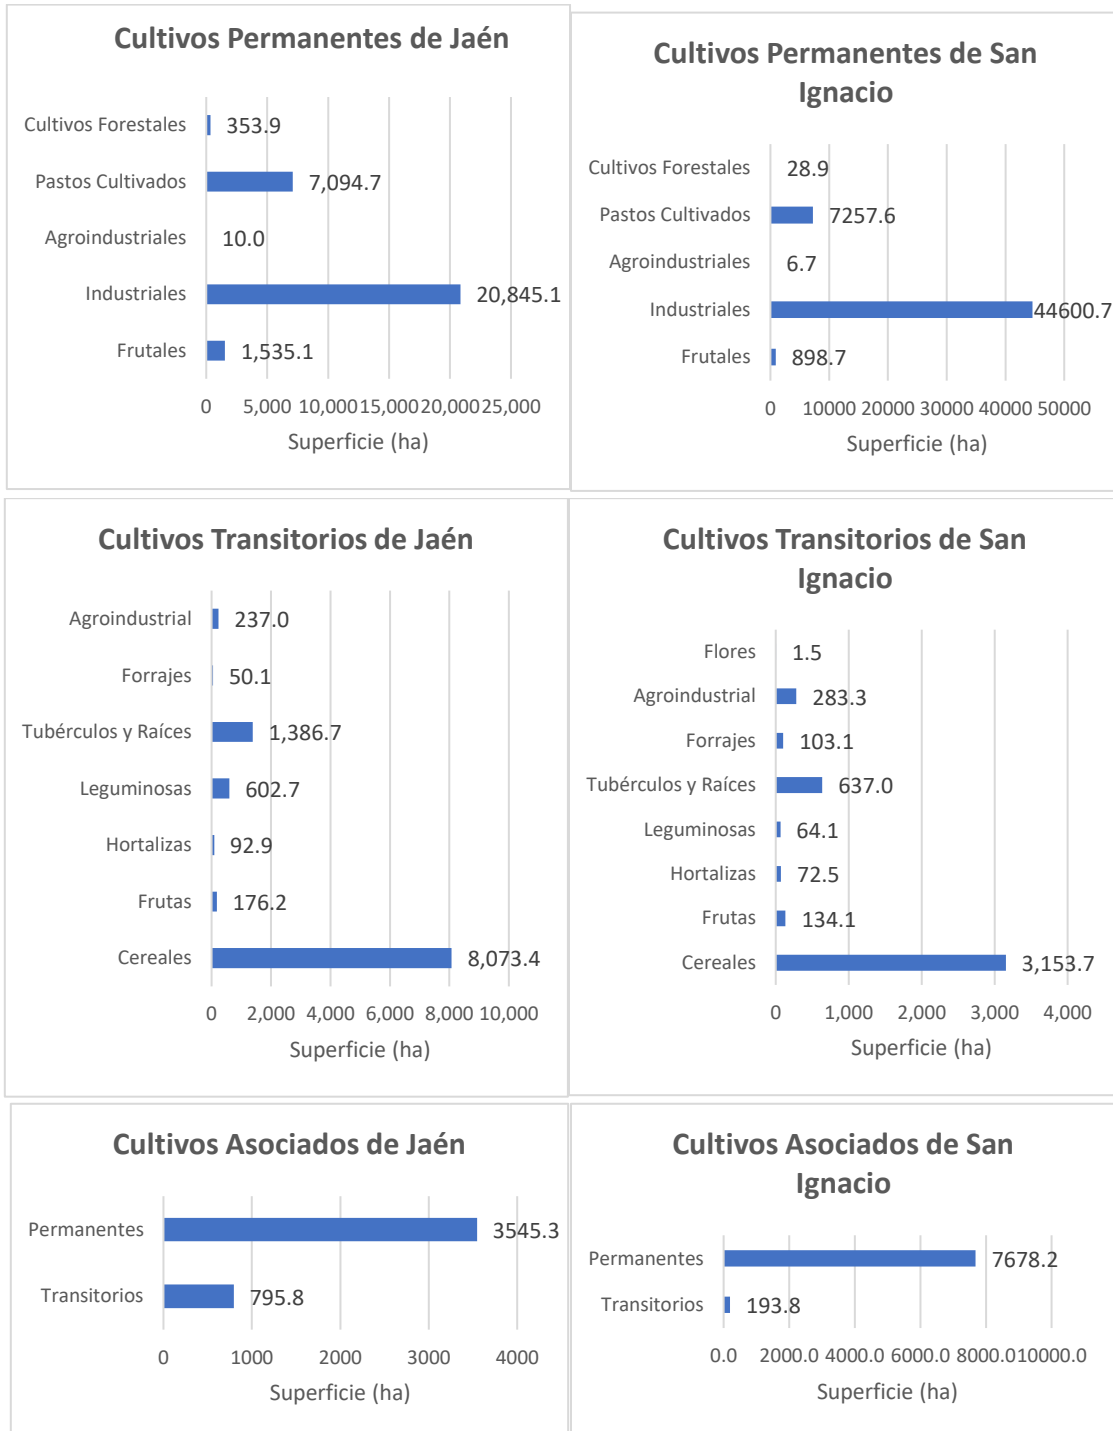 Cultivos Permanentes de Jaén
Cultivos Forestales 353.9
Pastos Cultivados 7,094.7
Agroindustriales 10.0
Industriales 20,845.1
Frutales 1,535.1
0 5,000 10,000 15,000 20,000 25,000
Superficie (ha)
Cultivos Permanentes de San
Ignacio
Cultivos Forestales 28.9
Pastos Cultivados 7257.6
Agroindustriales 6.7
Industriales 44600.7
Frutales 898.7
0 10000 20000 30000 40000 50000
Superficie (ha)
Cultivos Transitorios de Jaén
Agroindustrial 237.0
Forrajes 50.1
Tubérculos y Raíces 1,386.7
Leguminosas 602.7
Hortalizas 92.9
Frutas 176.2
Cereales 8,073.4
0 2,000 4,000 6,000 8,000 10,000
Superficie (ha)
Cultivos Transitorios de San
Ignacio
Flores 1.5
Agroindustrial 283.3
Forrajes 103.1
Tubérculos y Raíces 637.0
Leguminosas 64.1
Hortalizas 72.5
Frutas 134.1
Cereales 3,153.7
0 1,000 2,000 3,000 4,000
Superficie (ha)
Cultivos Asociados de Jaén
Permanentes 3545.3
Transitorios 795.8
0 1000 2000 3000 4000
Superficie (ha)
Cultivos Asociados de San
Ignacio
Permanentes 7678.2
Transitorios 193.8
0.0 2000.0 4000.0 6000.0 8000.0 10000.0
Superficie (ha)